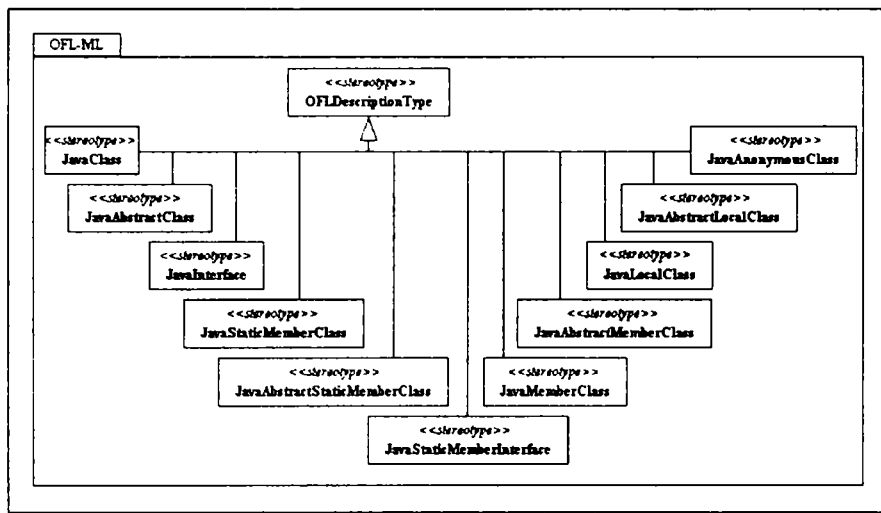 OFL-ML
<<stereotype>>
OFLDescriptionType
<<stereotype>>
JavaClass
<<stereotype>>
JavaAnonymousClass
<<stereotype>>
JavaAbstractClass
<<stereotype>>
JavaAbstractLocalClass
<<stereotype>>
JavaInterface
<<stereotype>>
JavaLocalClass
<<stereotype>>
JavaStaticMemberClass
<<stereotype>>
JavaAbstractMemberClass
<<stereotype>>
JavaAbstractStaticMemberClass
<<stereotype>>
JavaMemberClass
<<stereotype>>
JavaStaticMemberInterface